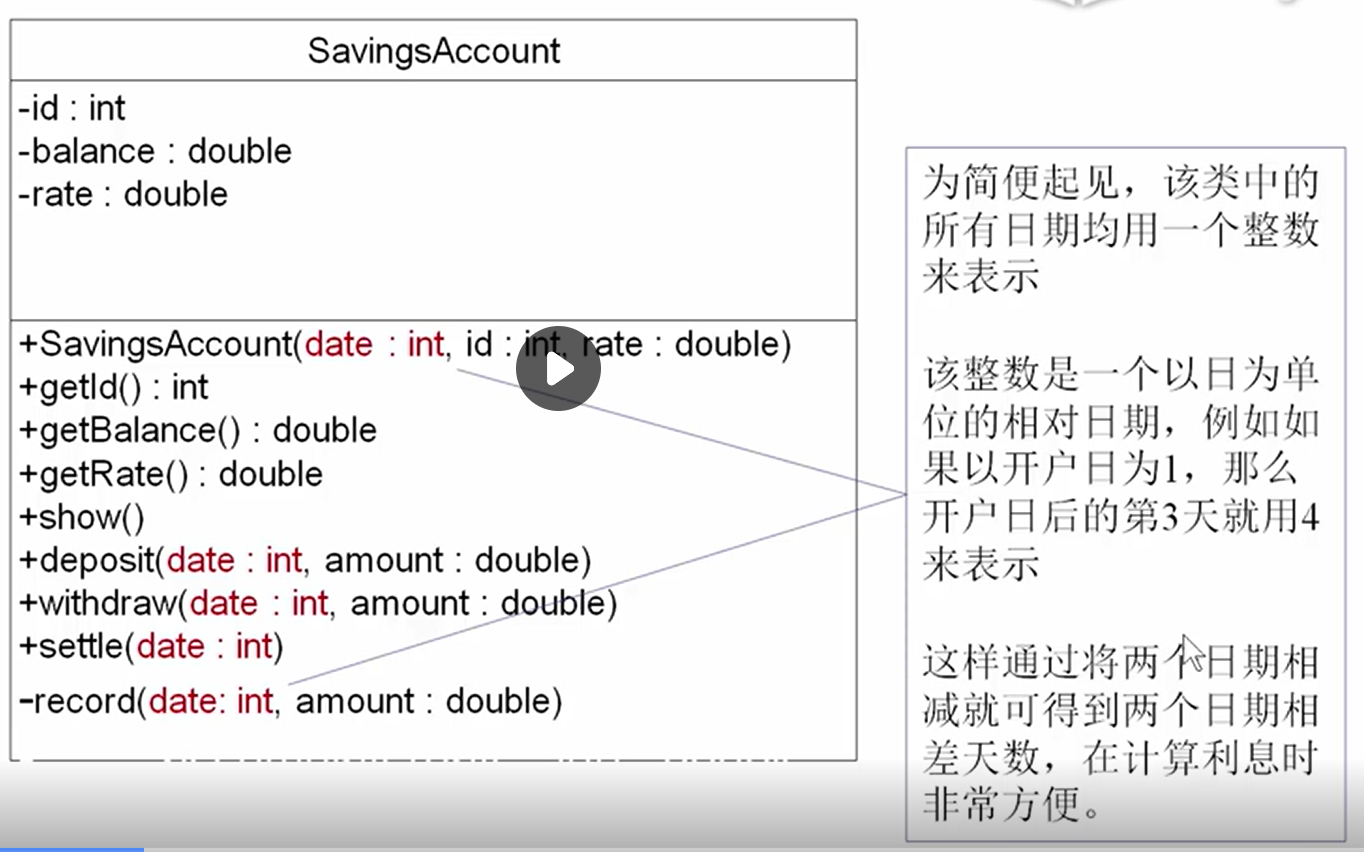 SavingsAccount
-id : int
-balance : double
-rate : double
+SavingsAccount(date : int, id : int, rate : double)
+getId() : int
+getBalance() : double
+getRate() : double
+show()
+deposit(date : int, amount : double)
+withdraw(date : int, amount : double)
+settle(date : int)
-record(date: int, amount : double)
为简便起见，该类中的
所有日期均用一个整数
来表示
该整数是一个以日为单
位的相对日期，例如如
果以开户日为1，那么
开户日后的第3天就用4
来表示
这样通过将两个日期相
减就可得到两个日期相
差天数，在计算利息时
非常方便。